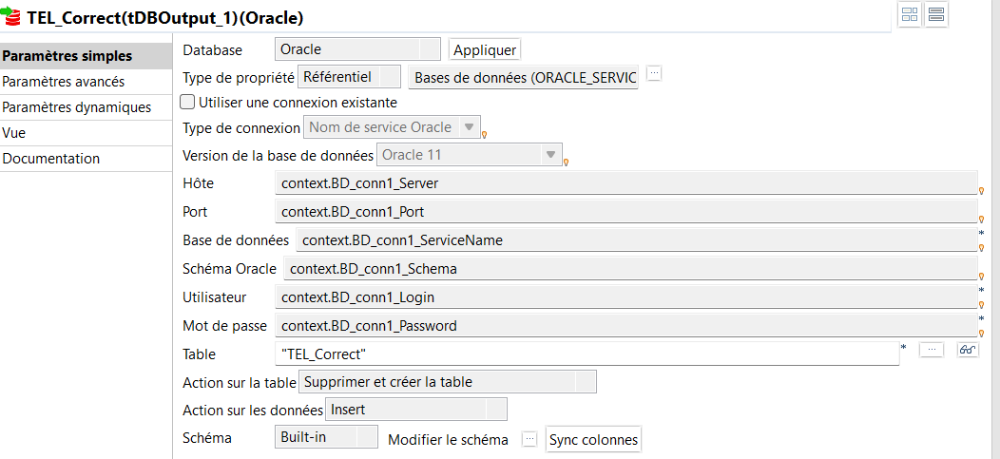 TEL_Correct(tDBOutput_1)(Oracle)
Paramètres simples
Paramètres avancés
Paramètres dynamiques
Vue
Documentation
Database Oracle Appliquer
Type de propriété Référentiel Bases de données (ORACLE_SERVIC ...
Utiliser une connexion existante
Type de connexion Nom de service Oracle
Version de la base de données Oracle 11
Hôte context.BD_conn1_Server
Port context.BD_conn1_Port
Base de données context.BD_conn1_ServiceName *
Schéma Oracle context.BD_conn1_Schema
Utilisateur context.BD_conn1_Login *
Mot de passe context.BD_conn1_Password *
Table "TEL_Correct" * ...
Action sur la table Supprimer et créer la table
Action sur les données Insert
Schéma Built-in Modifier le schéma ... Sync colonnes